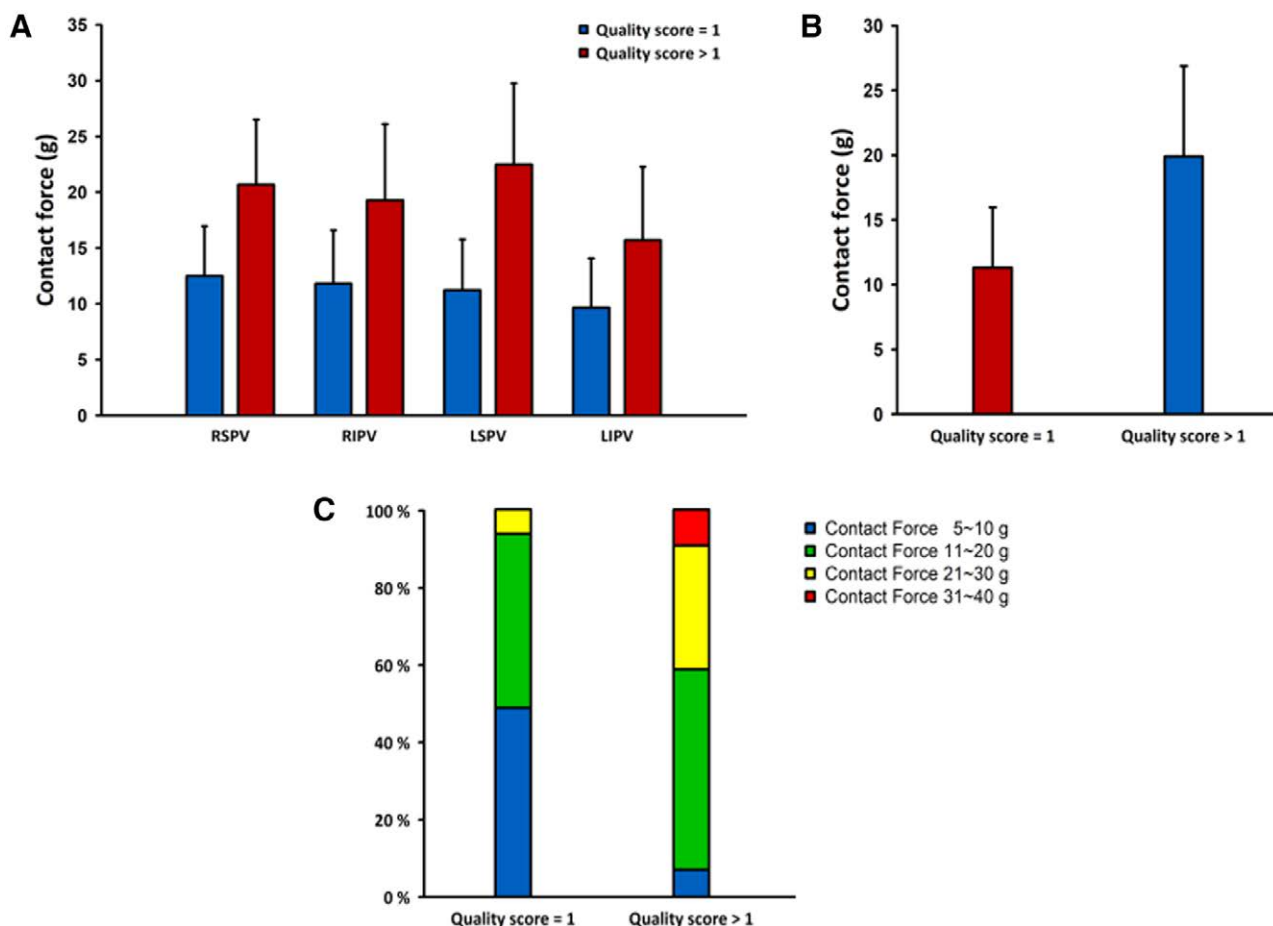 A
Contact force (g)
35
30
25
20
15
10
5
0
Quality score = 1
Quality score > 1
RSPV RIPV LSPV LIPV
B
Contact force (g)
30
25
20
15
10
5
0
Quality score = 1 Quality score > 1
C
100 %
80 %
60 %
40 %
20 %
0 %
Quality score = 1 Quality score > 1
Contact Force 5~10 g
Contact Force 11~20 g
Contact Force 21~30 g
Contact Force 31~40 g